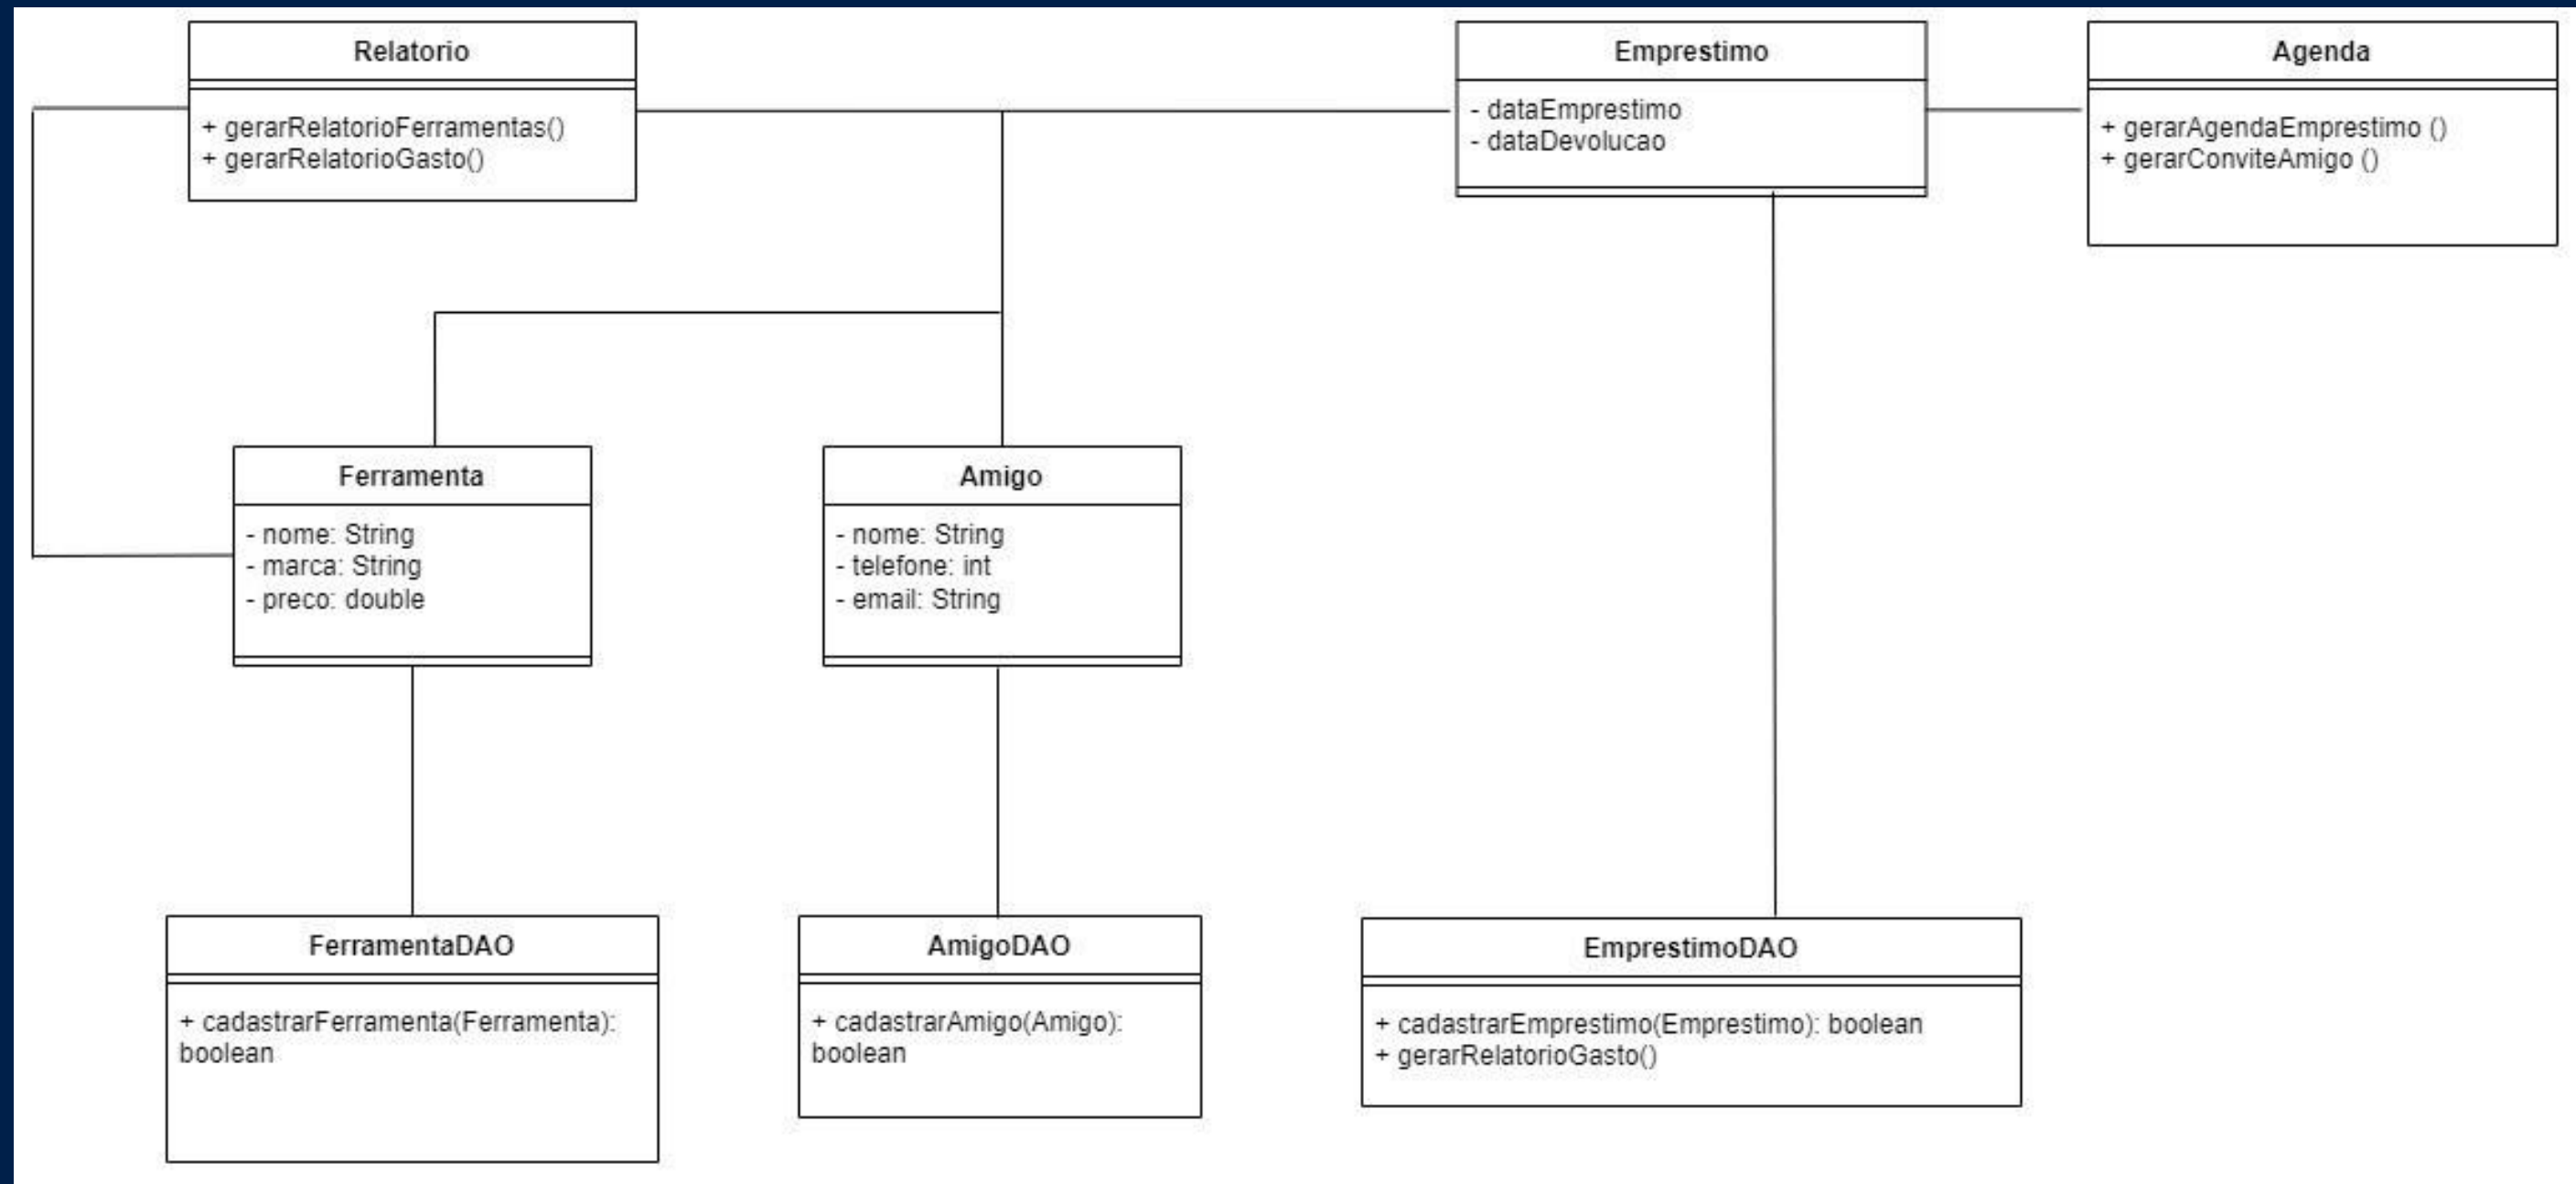 Relatorio
+ gerarRelatorioFerramentas()
+ gerarRelatorioGasto()
Emprestimo
- dataEmprestimo
- dataDevolucao
Agenda
+ gerarAgendaEmprestimo ()
+ gerarConviteAmigo ()
Ferramenta
- nome: String
- marca: String
- preco: double
Amigo
- nome: String
- telefone: int
- email: String
FerramentaDAO
+ cadastrarFerramenta(Ferramenta):
boolean
AmigoDAO
+ cadastrarAmigo(Amigo):
boolean
EmprestimoDAO
+ cadastrarEmprestimo(Emprestimo): boolean
+ gerarRelatorioGasto()